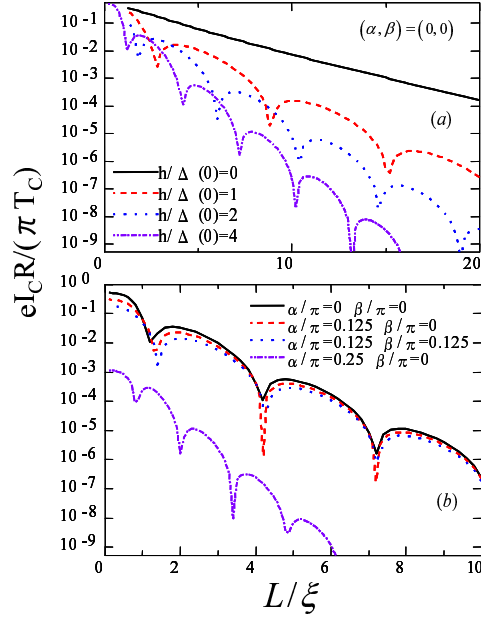 eI_C R/(π T_C)
10^-1
10^-2
10^-3
10^-4
10^-5
10^-6
10^-7
10^-8
10^-9
(α, β) = (0, 0)
(a)
h/Δ (0)=0
h/Δ (0)=1
h/Δ (0)=2
h/Δ (0)=4
0 10 20
10^0
10^-1
10^-2
10^-3
10^-4
10^-5
10^-6
10^-7
10^-8
10^-9
α/π=0 β/π=0
α/π=0.125 β/π=0
α/π=0.125 β/π=0.125
α/π=0.25 β/π=0
(b)
0 2 4 6 8 10
L/ξ